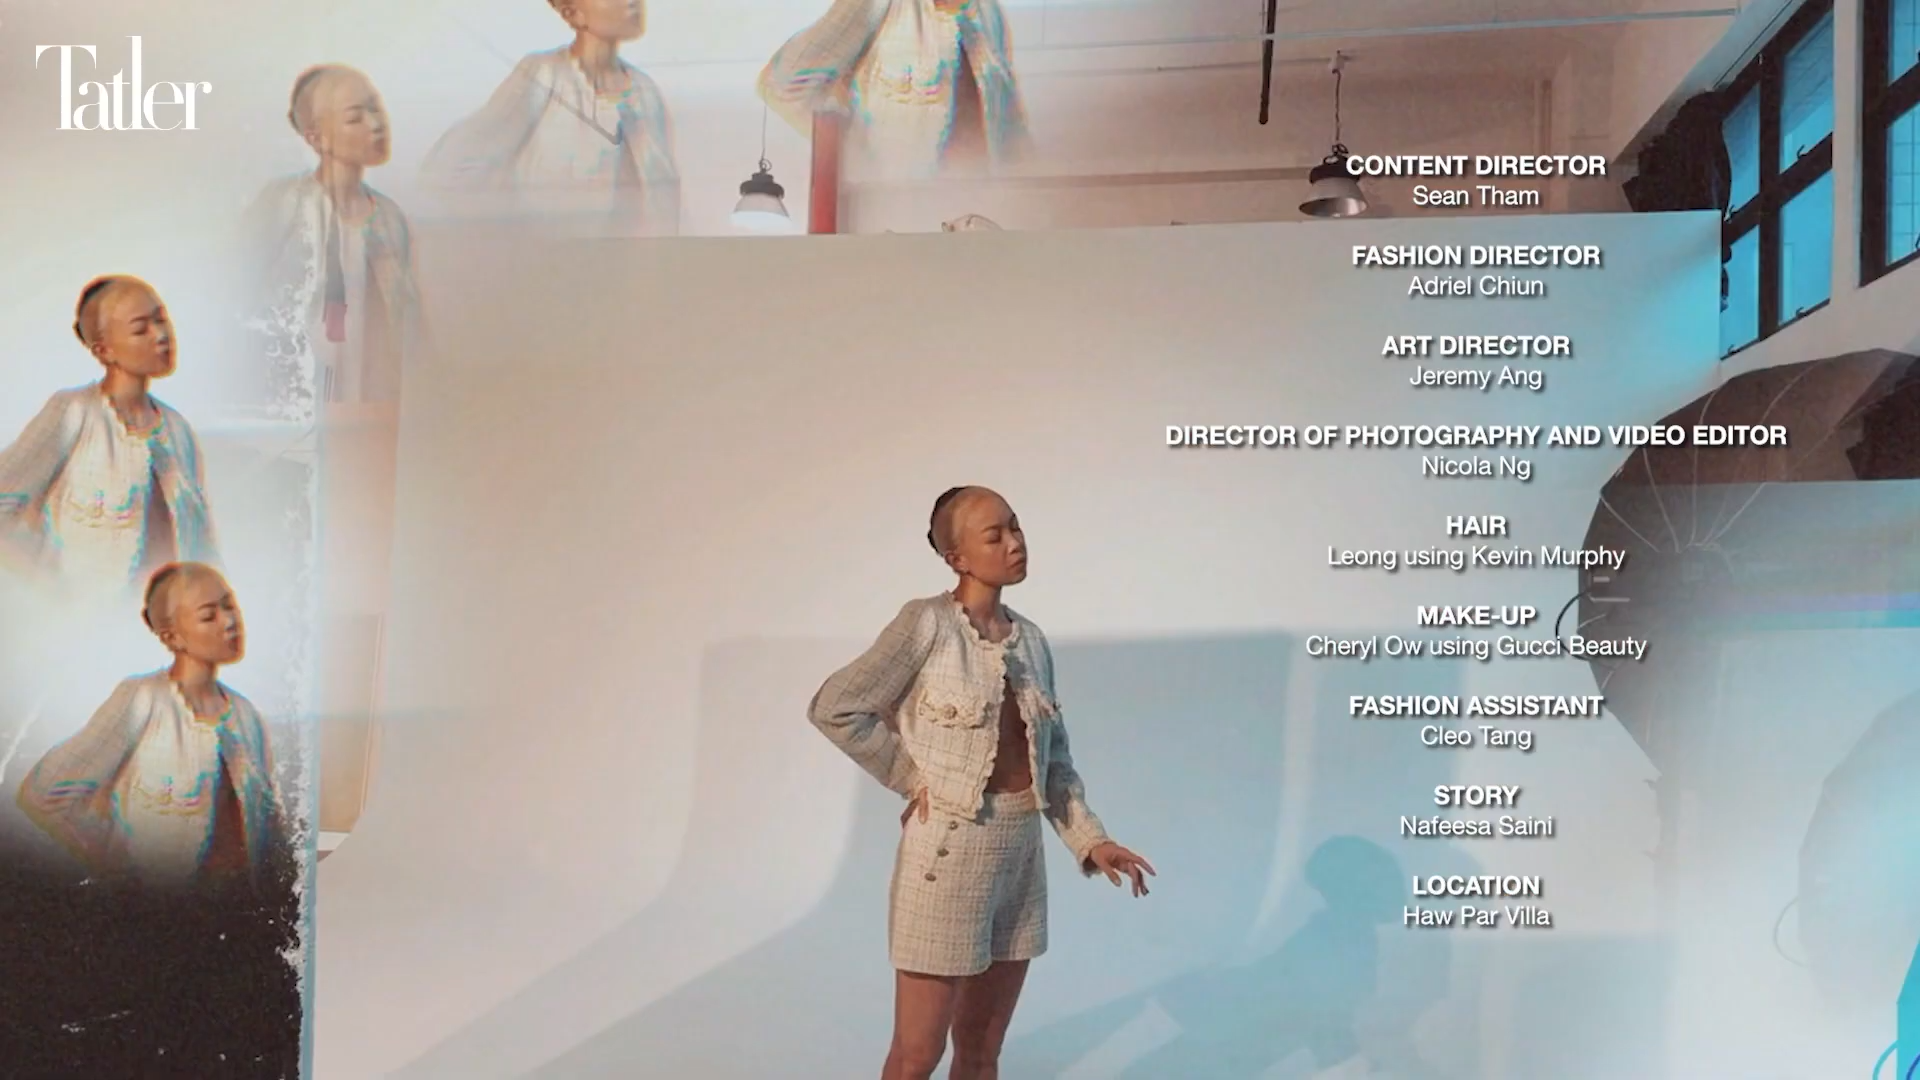 Tatler
CONTENT DIRECTOR
Sean Tham
FASHION DIRECTOR
Adriel Chiun
ART DIRECTOR
Jeremy Ang
DIRECTOR OF PHOTOGRAPHY AND VIDEO EDITOR
Nicola Ng
HAIR
Leong using Kevin Murphy
MAKE-UP
Cheryl Ow using Gucci Beauty
FASHION ASSISTANT
Cleo Tang
STORY
Nafeesa Saini
LOCATION
Haw Par Villa